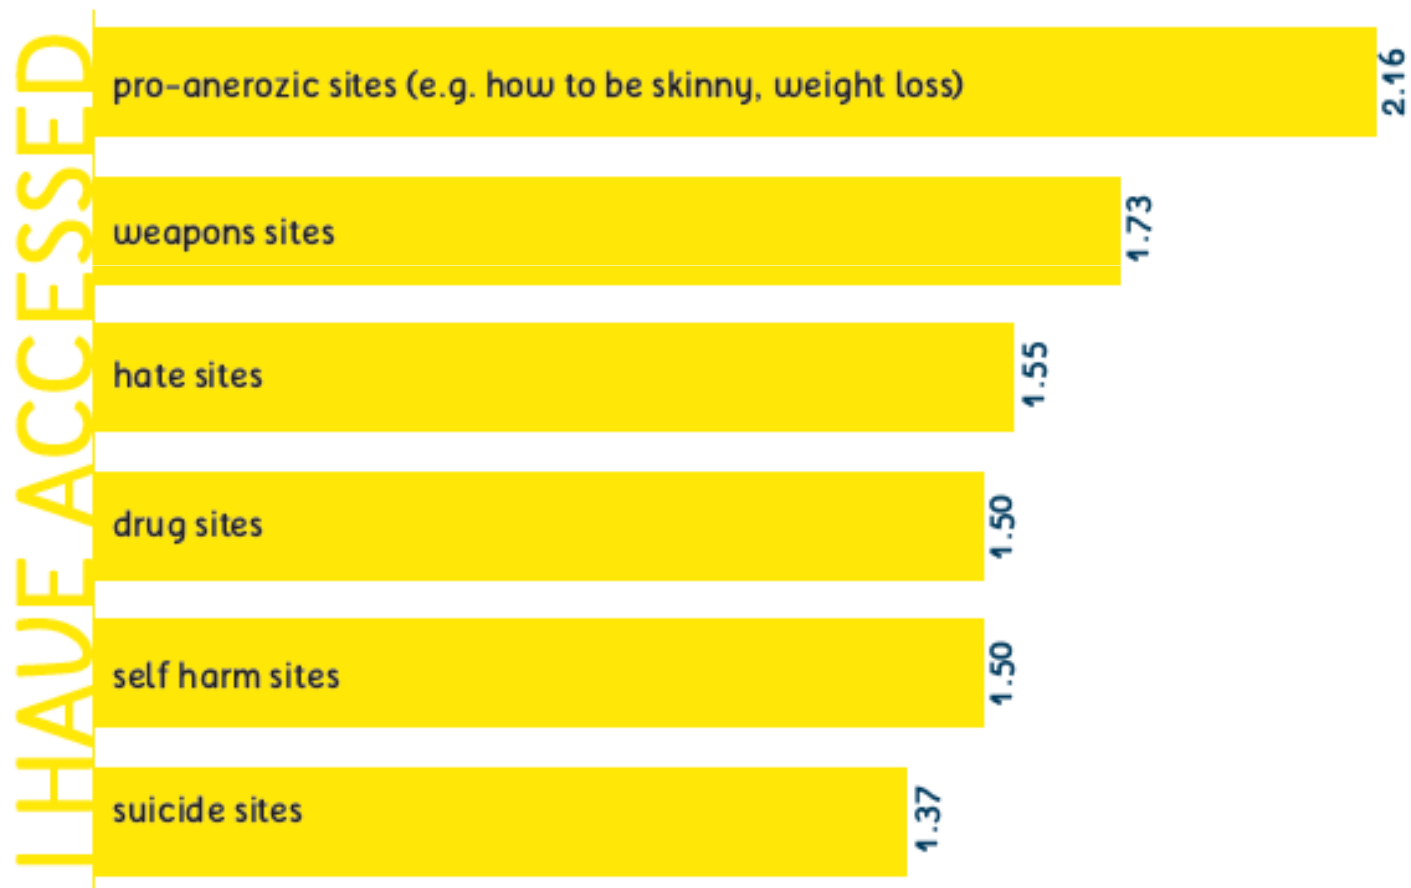 I HAVE ACCESSED
pro-anerozic sites (e.g. how to be skinny, weight loss)
2.16
weapons sites
1.73
hate sites
1.55
drug sites
1.50
self harm sites
1.50
suicide sites
1.37